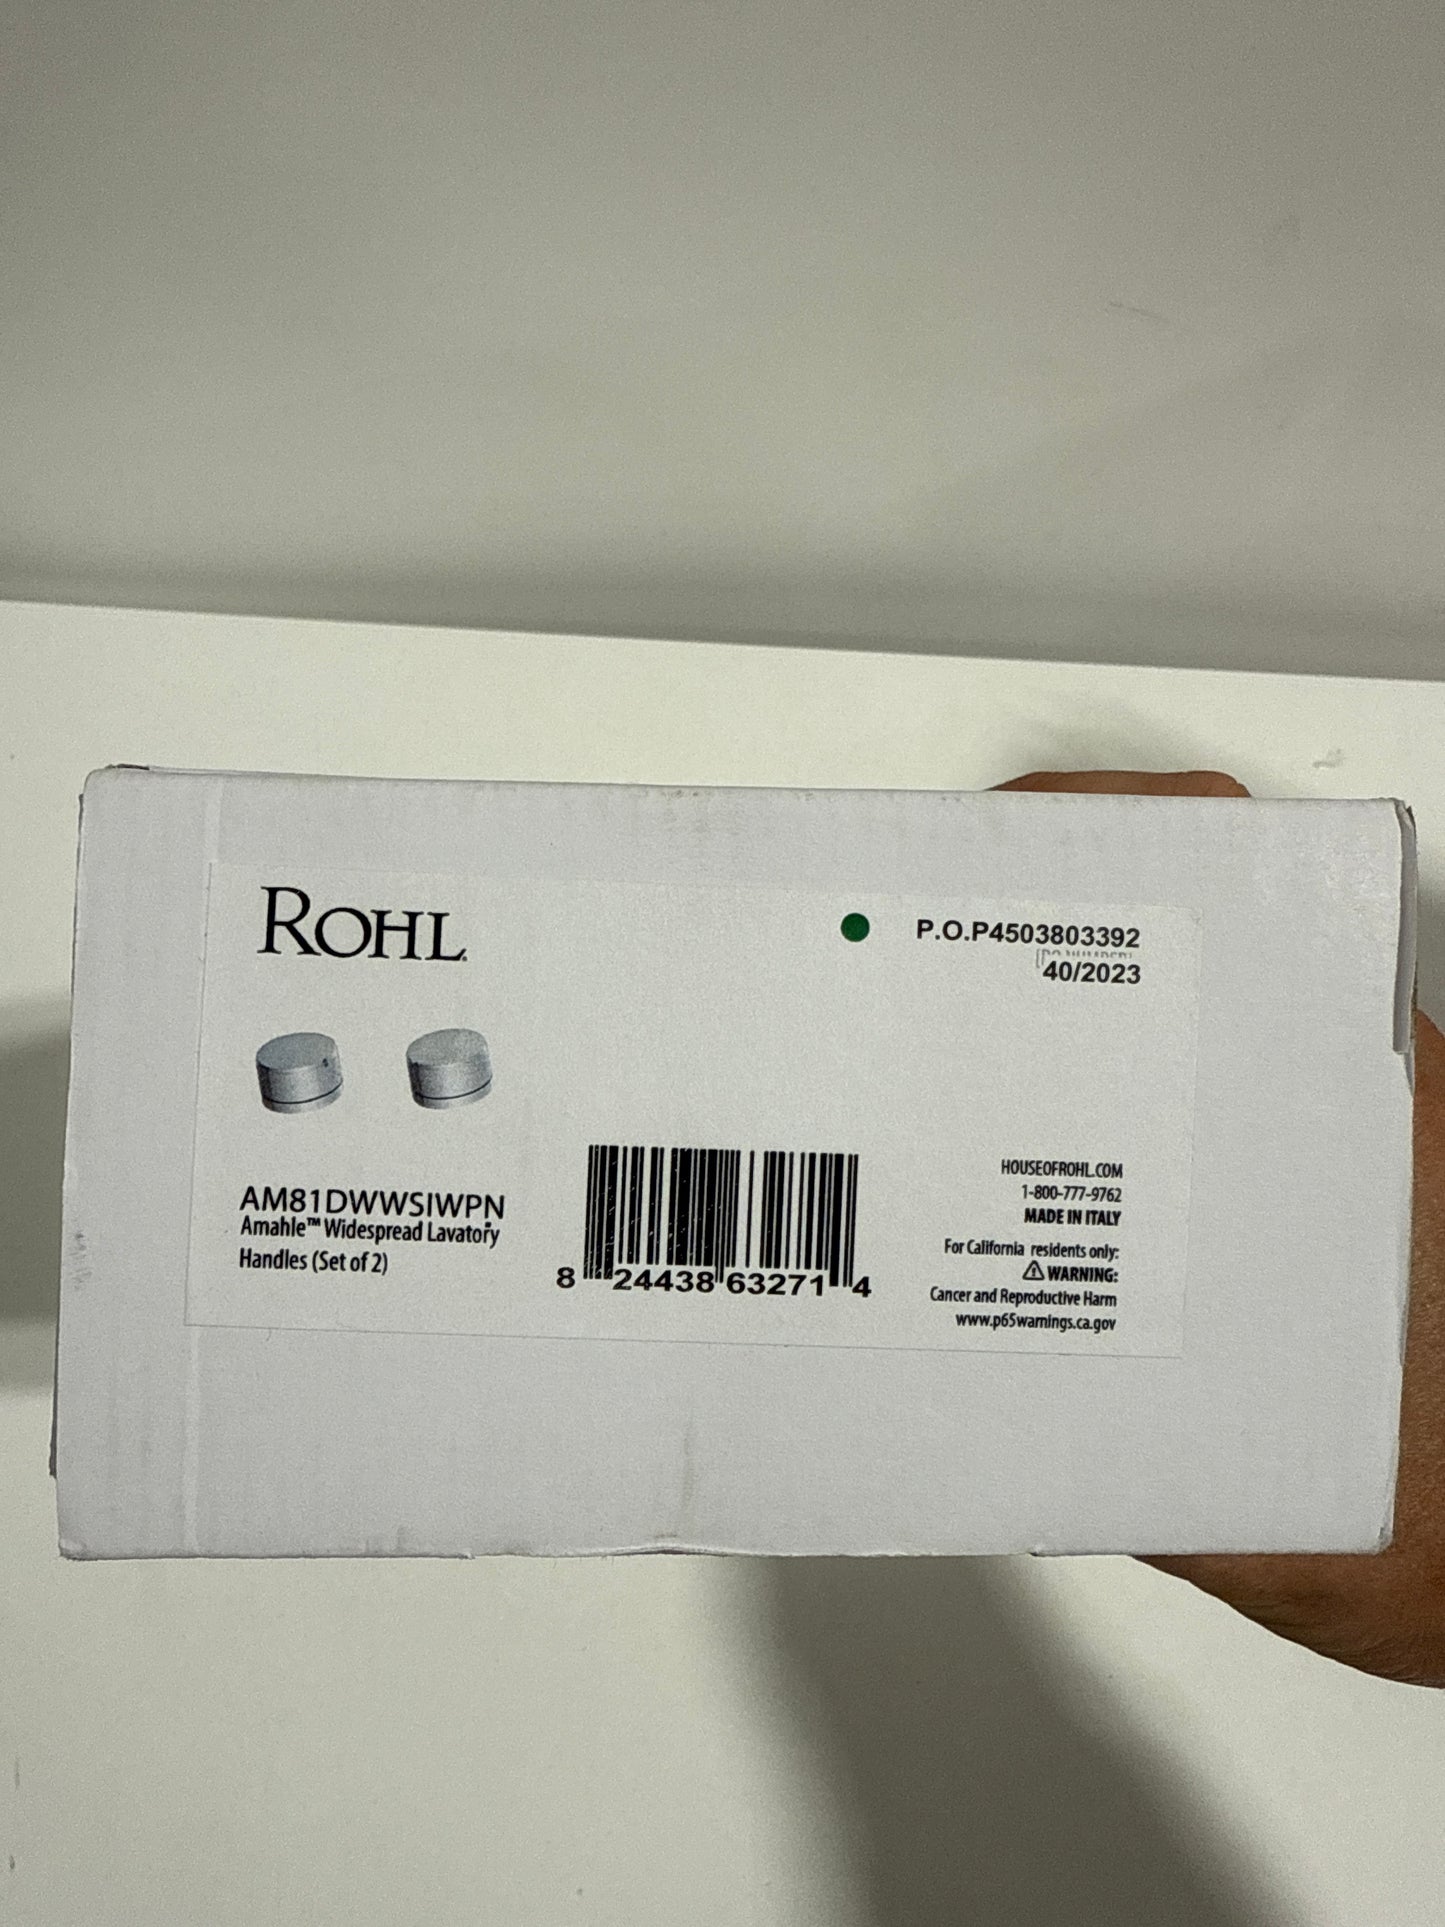 ROHL
P.O.P4503803392
40/2023
AM81DWWSIWPN
Amahle™ Widespread Lavatory
Handles (Set of 2)
8 24438 63271 4
HOUSEOFROHL.COM
1-800-777-9762
MADE IN ITALY
For California residents only:
⚠ WARNING:
Cancer and Reproductive Harm
www.p65warnings.ca.gov